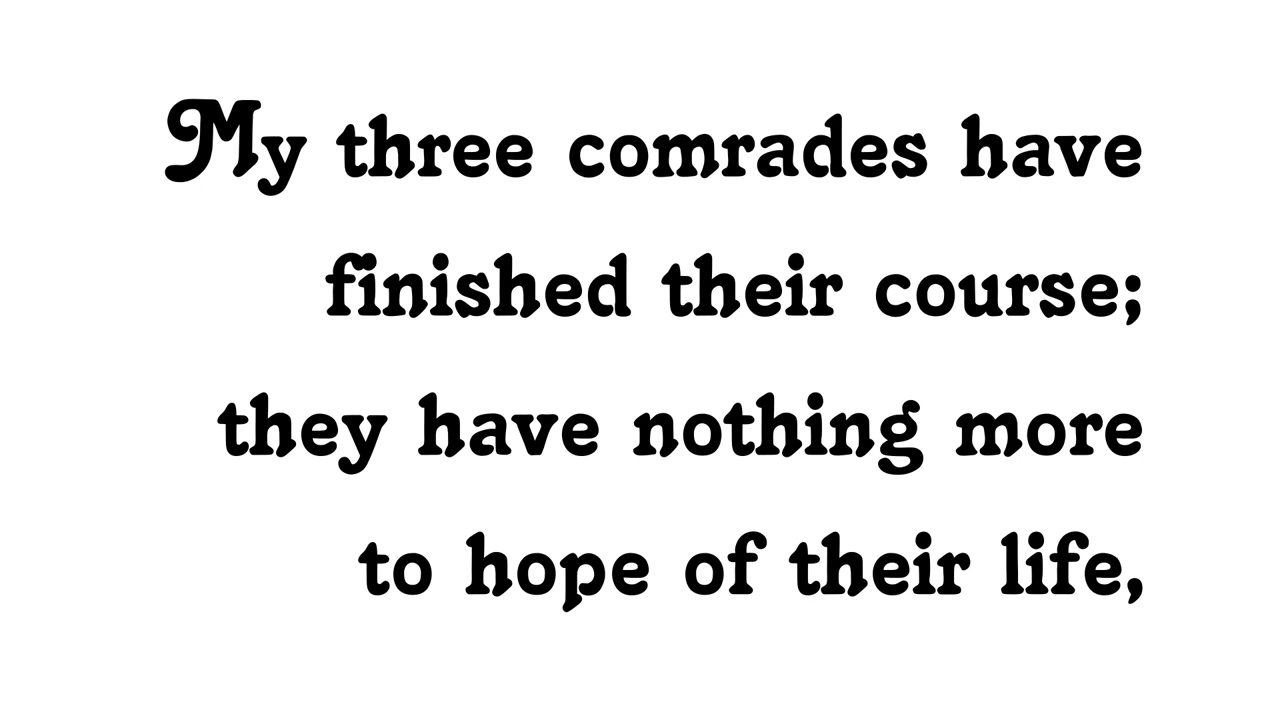 My three comrades have
finished their course;
they have nothing more
to hope of their life,